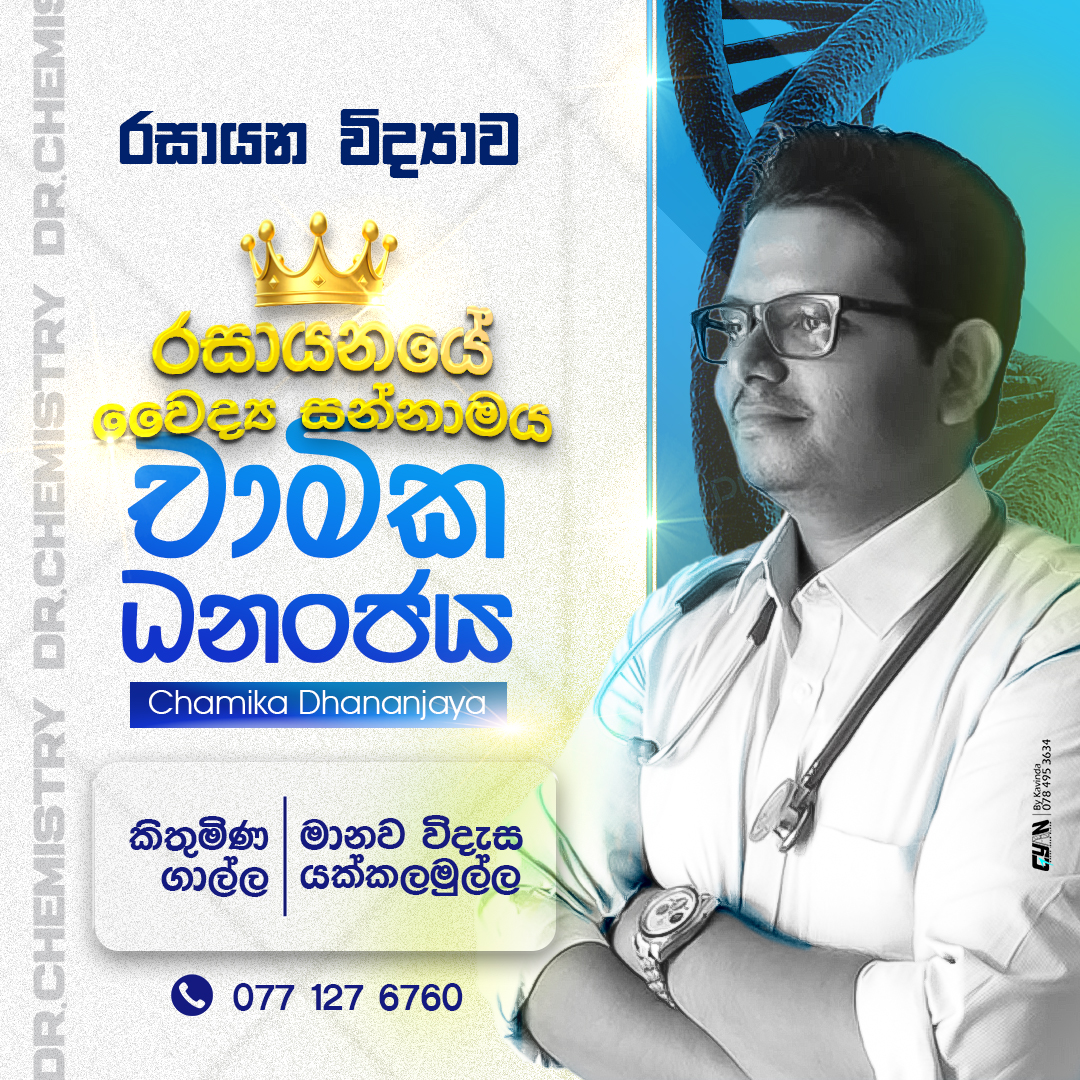 රසායන විද්‍යාව
රසායනයේ
වෛද්‍ය සන්නාමය
චාමික
ධනංජය
Chamika Dhananjaya
කිතුමිණ
ගාල්ල
මානව විදැස
යක්කලමුල්ල
077 127 6760
DR.CHEMISTRY DR.CHEMISTRY DR.CHEMIS
By Kavinda
078 495 3634